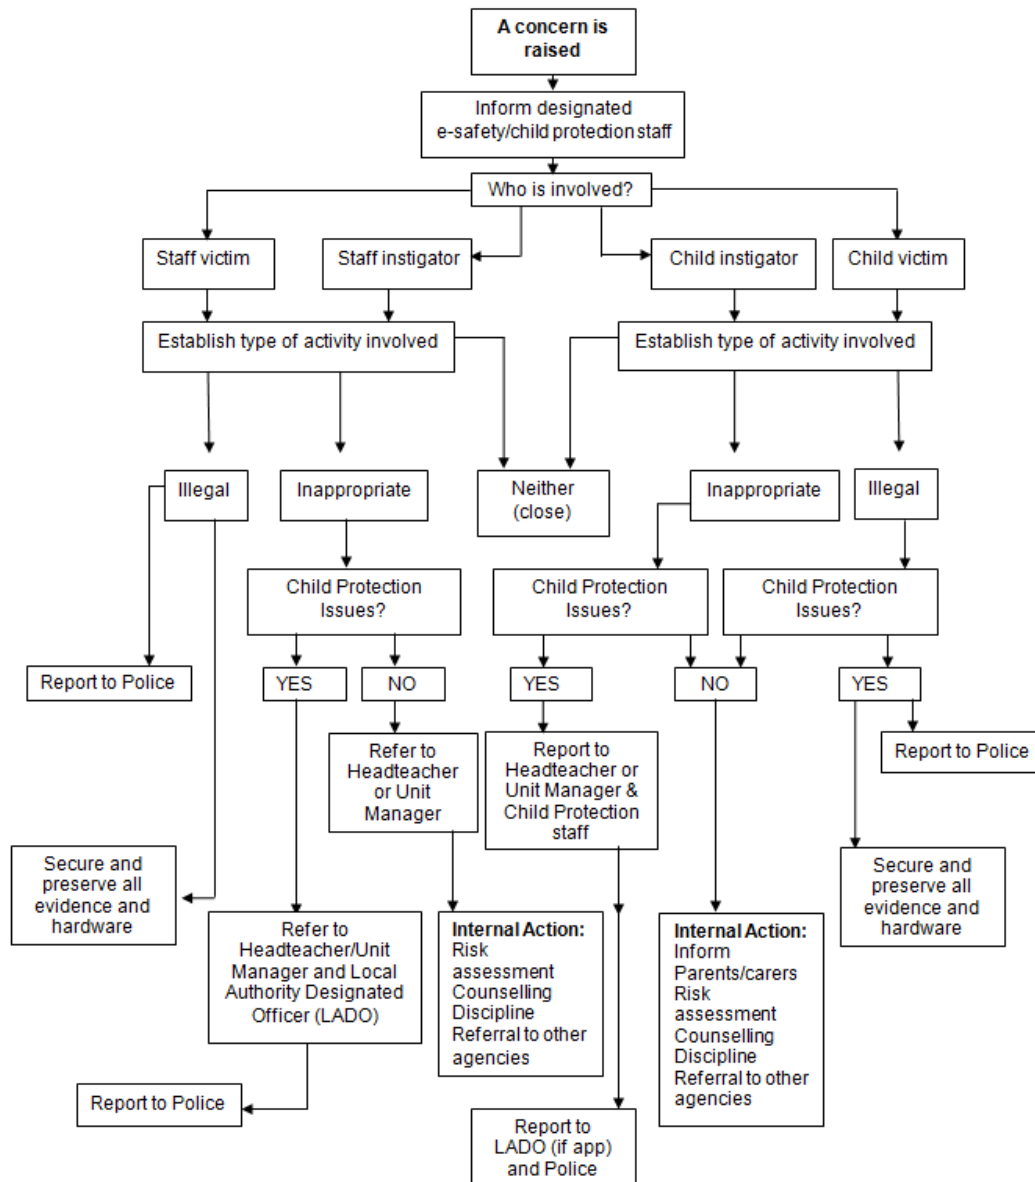 A concern is
raised
Inform designated
e-safety/child protection staff
Who is involved?
Staff victim
Staff instigator
Child instigator
Child victim
Establish type of activity involved
Establish type of activity involved
Illegal
Inappropriate
Neither
(close)
Inappropriate
Illegal
Child Protection
Issues?
Child Protection
Issues?
Child Protection
Issues?
Report to Police
YES
NO
YES
NO
YES
Refer to
Headteacher
or Unit
Manager
Report to
Headteacher or
Unit Manager &
Child Protection
staff
Report to Police
Secure and
preserve all
evidence and
hardware
Secure and
preserve all
evidence and
hardware
Refer to
Headteacher/Unit
Manager and Local
Authority Designated
Officer (LADO)
Internal Action:
Risk
assessment
Counselling
Discipline
Referral to other
agencies
Internal Action:
Inform
Parents/carers
Risk
assessment
Counselling
Discipline
Referral to other
agencies
Report to Police
Report to
LADO (if app)
and Police